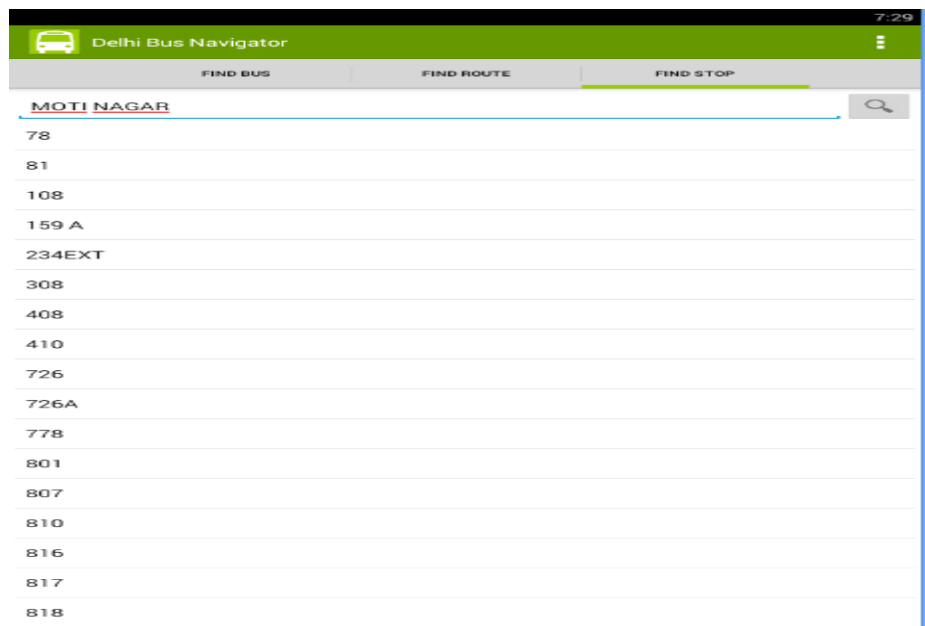 7:29
Delhi Bus Navigator
FIND BUS FIND ROUTE FIND STOP
MOTI NAGAR
78
81
108
159 A
234EXT
308
408
410
726
726A
778
801
807
810
816
817
818